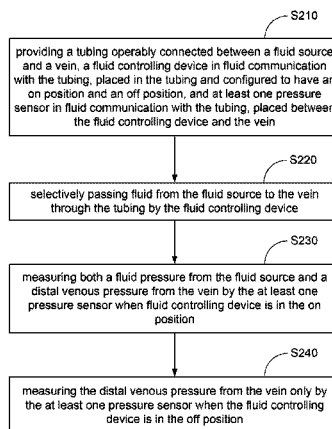 S210
providing a tubing operably connected between a fluid source
and a vein, a fluid controlling device in fluid communication
with the tubing, placed in the tubing and configured to have an
on position and an off position, and at least one pressure
sensor in fluid communication with the tubing, placed between
the fluid controlling device and the vein
S220
selectively passing fluid from the fluid source to the vein
through the tubing by the fluid controlling device
S230
measuring both a fluid pressure from the fluid source and a
distal venous pressure from the vein by the at least one
pressure sensor when fluid controlling device is in the on
position
S240
measuring the distal venous pressure from the vein only by
the at least one pressure sensor when the fluid controlling
device is in the off position